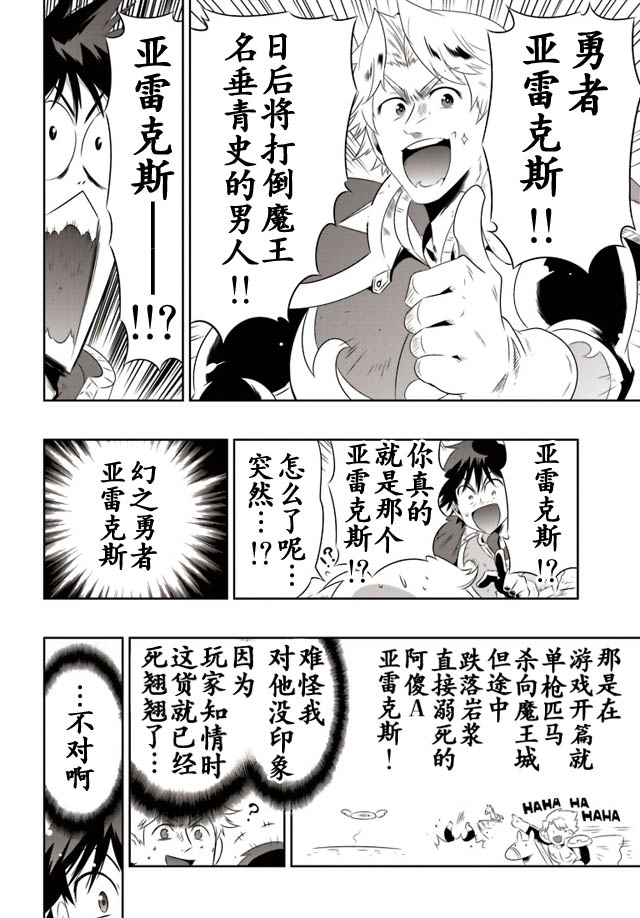 勇者
亚雷克斯!!
日后将打倒魔王
名垂青史的男人!!
亚雷克斯——!!?
亚雷克斯!?
你真的
就是那个
亚雷克斯!?
怎么了呢…
突然…!?
幻之勇者
亚雷克斯
那是在
游戏开篇就
单枪匹马
杀向魔王城
但途中
跌落岩浆
直接溺死的
阿傻A
亚雷克斯!
HAHA HA
HAHA
难怪我
对他没印象
因为
玩家知情时
这货就已经
死翘翘了…
?
…不对啊